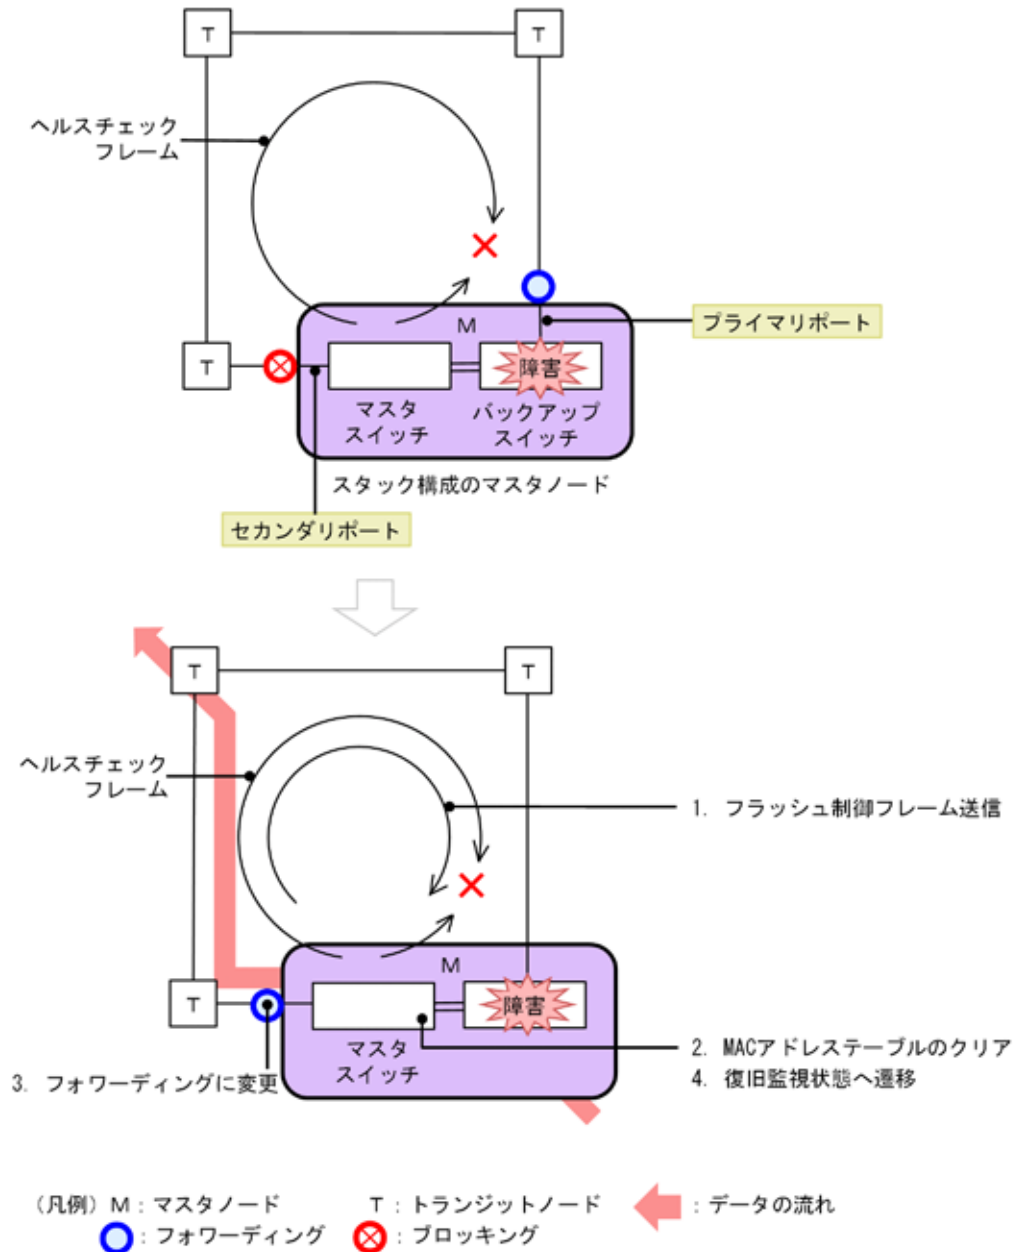 T
T
ヘルスチェック
フレーム
M
プライマリポート
T
障害
マスタ
スイッチ
バックアップ
スイッチ
スタック構成のマスタノード
セカンダリポート
T
T
ヘルスチェック
フレーム
1. フラッシュ制御フレーム送信
M
T
障害
マスタ
スイッチ
2. MACアドレステーブルのクリア
3. フォワーディングに変更
4. 復旧監視状態へ遷移
(凡例) M : マスタノード
T : トランジットノード
: データの流れ
: フォワーディング
: ブロッキング